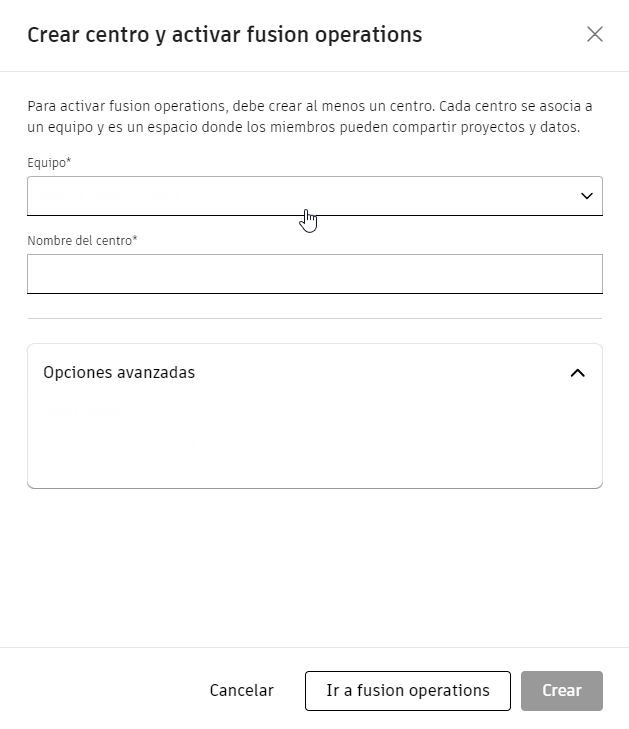 Crear centro y activar fusion operations
Para activar fusion operations, debe crear al menos un centro. Cada centro se asocia a
un equipo y es un espacio donde los miembros pueden compartir proyectos y datos.
Equipo*
Nombre del centro*
Opciones avanzadas
Cancelar
Ir a fusion operations
Crear